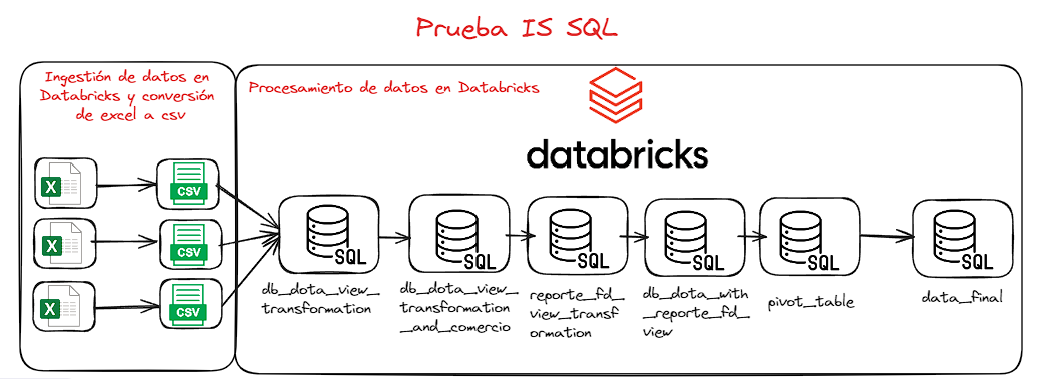 Prueba IS SQL
Ingestión de datos en
Databricks y conversión
de excel a csv
Procesamiento de datos en Databricks
databricks
X
CSV
X
CSV
X
CSV
SQL
SQL
SQL
SQL
SQL
SQL
db_dota_view_
transformation
db_dota_view_
transformation
_and_comercio
reporte_fd_
view_transf
ormation
db_dota_with
_reporte_fd_
view
pivot_table
data_final